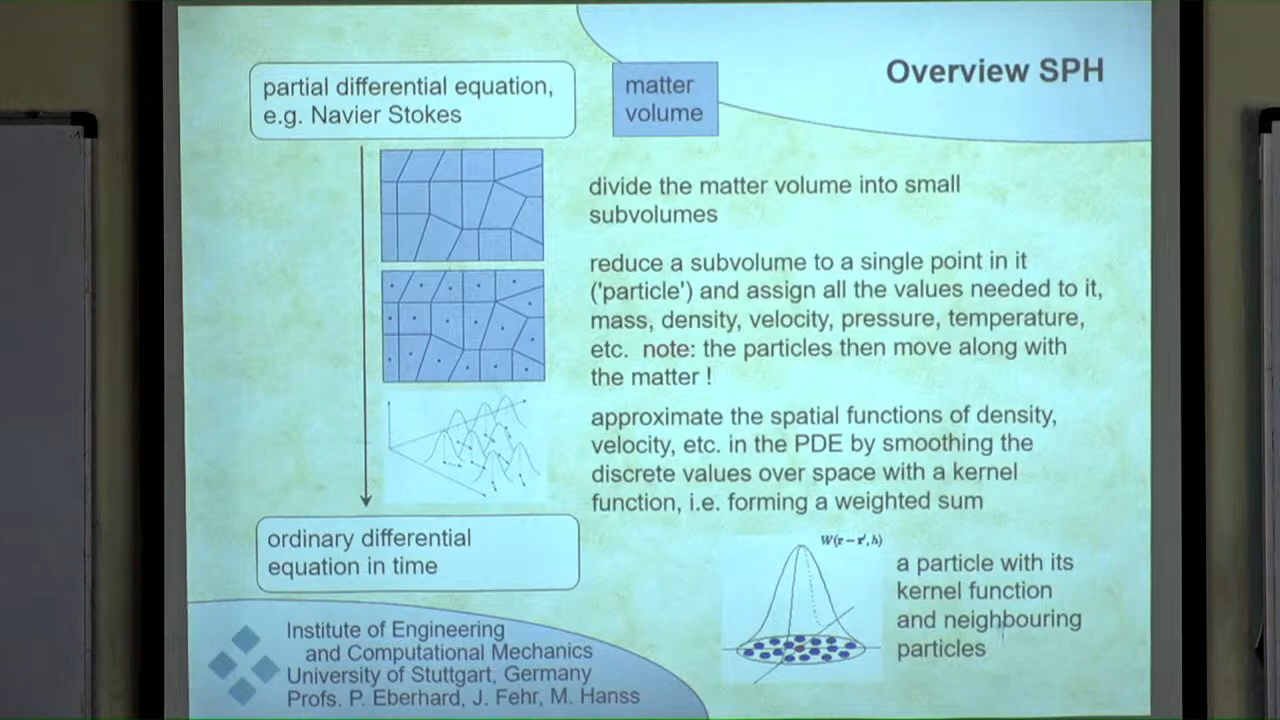 Overview SPH
partial differential equation,
e.g. Navier Stokes
matter
volume
divide the matter volume into small
subvolumes
reduce a subvolume to a single point in it
('particle') and assign all the values needed to it,
mass, density, velocity, pressure, temperature,
etc. note: the particles then move along with
the matter !
approximate the spatial functions of density,
velocity, etc. in the PDE by smoothing the
discrete values over space with a kernel
function, i.e. forming a weighted sum
ordinary differential
equation in time
W(r – r', h)
a particle with its
kernel function
and neighbouring
particles
Institute of Engineering
and Computational Mechanics
University of Stuttgart, Germany
Profs. P. Eberhard, J. Fehr, M. Hanss